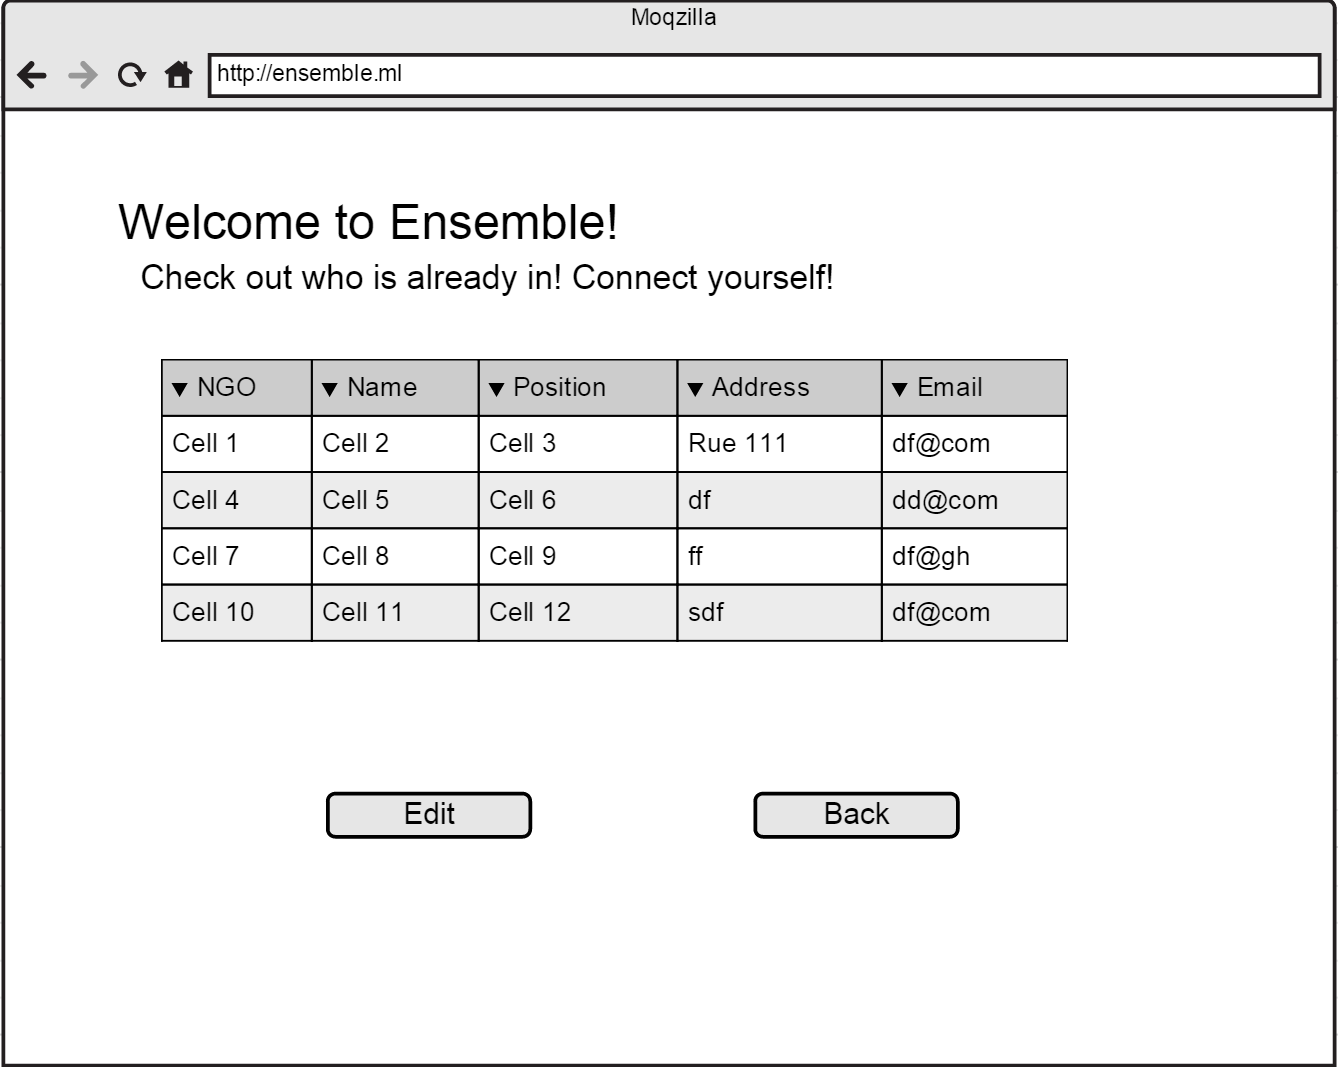 Moqzilla
http://ensemble.ml
Welcome to Ensemble!
Check out who is already in! Connect yourself!
NGO Name Position Address Email
Cell 1 Cell 2 Cell 3 Rue 111 df@com
Cell 4 Cell 5 Cell 6 df dd@com
Cell 7 Cell 8 Cell 9 ff df@gh
Cell 10 Cell 11 Cell 12 sdf df@com
Edit Back